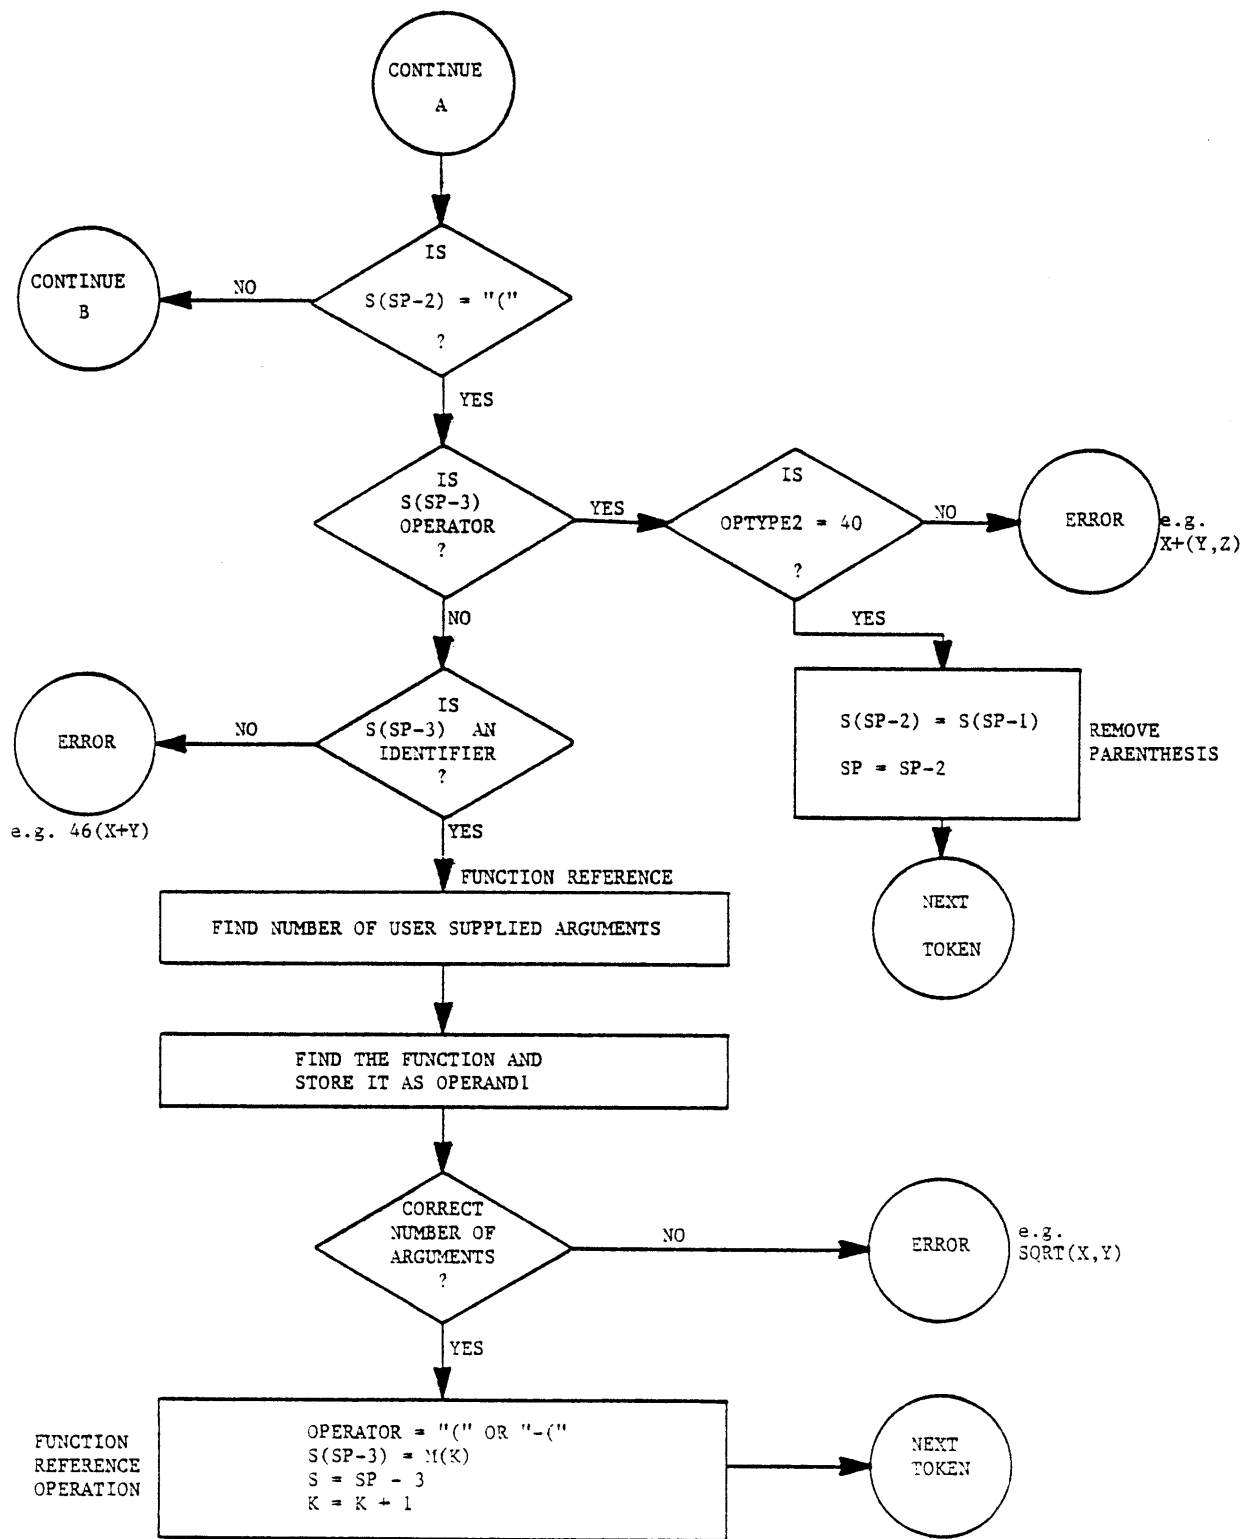 CONTINUE
A
IS
S(SP-2) = "("
?
NO
CONTINUE
B
YES
IS
S(SP-3)
OPERATOR
?
YES
IS
OPTYPE2 = 40
?
NO
ERROR
e.g.
X+(Y,Z)
NO
YES
S(SP-2) = S(SP-1)
SP = SP-2
REMOVE
PARENTHESIS
NEXT
TOKEN
IS
S(SP-3) AN
IDENTIFIER
?
NO
ERROR
e.g. 46(X+Y)
YES
FUNCTION REFERENCE
FIND NUMBER OF USER SUPPLIED ARGUMENTS
FIND THE FUNCTION AND
STORE IT AS OPERAND1
CORRECT
NUMBER OF
ARGUMENTS
?
NO
ERROR
e.g.
SQRT(X,Y)
YES
FUNCTION
REFERENCE
OPERATION
OPERATOR = "(" OR "-("
S(SP-3) = M(K)
S = SP - 3
K = K + 1
NEXT
TOKEN